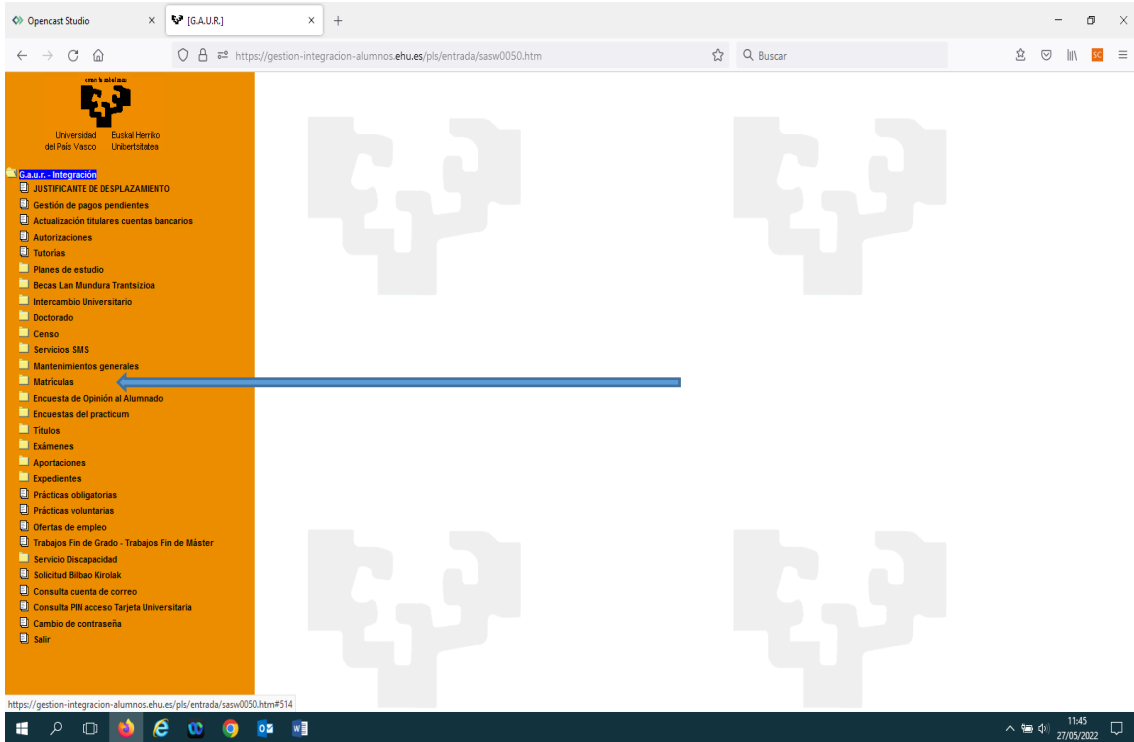 Opencast Studio
[G.A.U.R.]
https://gestion-integracion-alumnos.ehu.es/pls/entrada/sasw0050.htm
Buscar
SC
Universidad Euskal Herriko
del País Vasco Unibertsitatea
G.a.u.r. - Integración
JUSTIFICANTE DE DESPLAZAMIENTO
Gestión de pagos pendientes
Actualización titulares cuentas bancarios
Autorizaciones
Tutorías
Planes de estudio
Becas Lan Mundura Trantsizioa
Intercambio Universitario
Doctorado
Censo
Servicios SMS
Mantenimientos generales
Matrículas
Encuesta de Opinión al Alumnado
Encuestas del practicum
Títulos
Exámenes
Aportaciones
Expedientes
Prácticas obligatorias
Prácticas voluntarias
Ofertas de empleo
Trabajos Fin de Grado - Trabajos Fin de Máster
Servicio Discapacidad
Solicitud Bilbao Kirolak
Consulta cuenta de correo
Consulta PIN acceso Tarjeta Universitaria
Cambio de contraseña
Salir
https://gestion-integracion-alumnos.ehu.es/pls/entrada/sasw0050.htm#514
11:45
27/05/2022